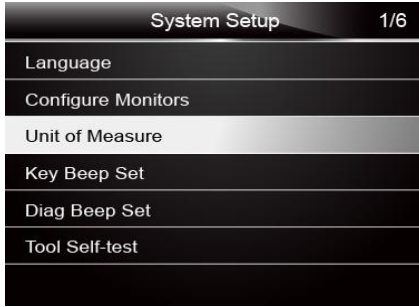 System Setup 1/6
Language
Configure Monitors
Unit of Measure
Key Beep Set
Diag Beep Set
Tool Self-test